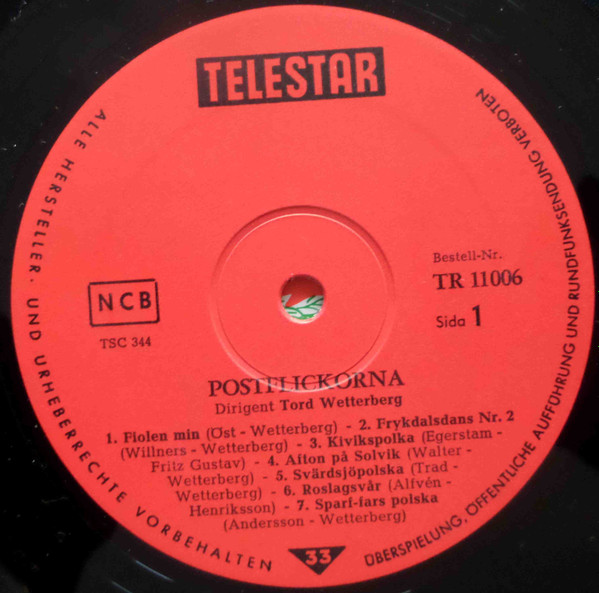 TELESTAR
ALLE HERSTELLER- UND URHEBERRECHTE VORBEHALTEN
ÜBERSPIELUNG, ÖFFENTLICHE AUFFÜHRUNG UND RUNDFUNKSENDUNG VERBOTEN
NCB
TSC 344
Bestell-Nr.
TR 11006
Sida 1
POSTFLICKORNA
Dirigent Tord Wetterberg
1. Fiolen min (Öst - Wetterberg) - 2. Frykdalsdans Nr. 2
(Willners - Wetterberg) - 3. Kivikspolka (Egerstam -
Fritz Gustav) - 4. Afton på Solvik (Walter -
Wetterberg) - 5. Svärdsjöpolska (Trad -
Wetterberg) - 6. Roslagsvår (Alfvén -
Henriksson) - 7. Sparf-fars polska
(Andersson - Wetterberg)
33